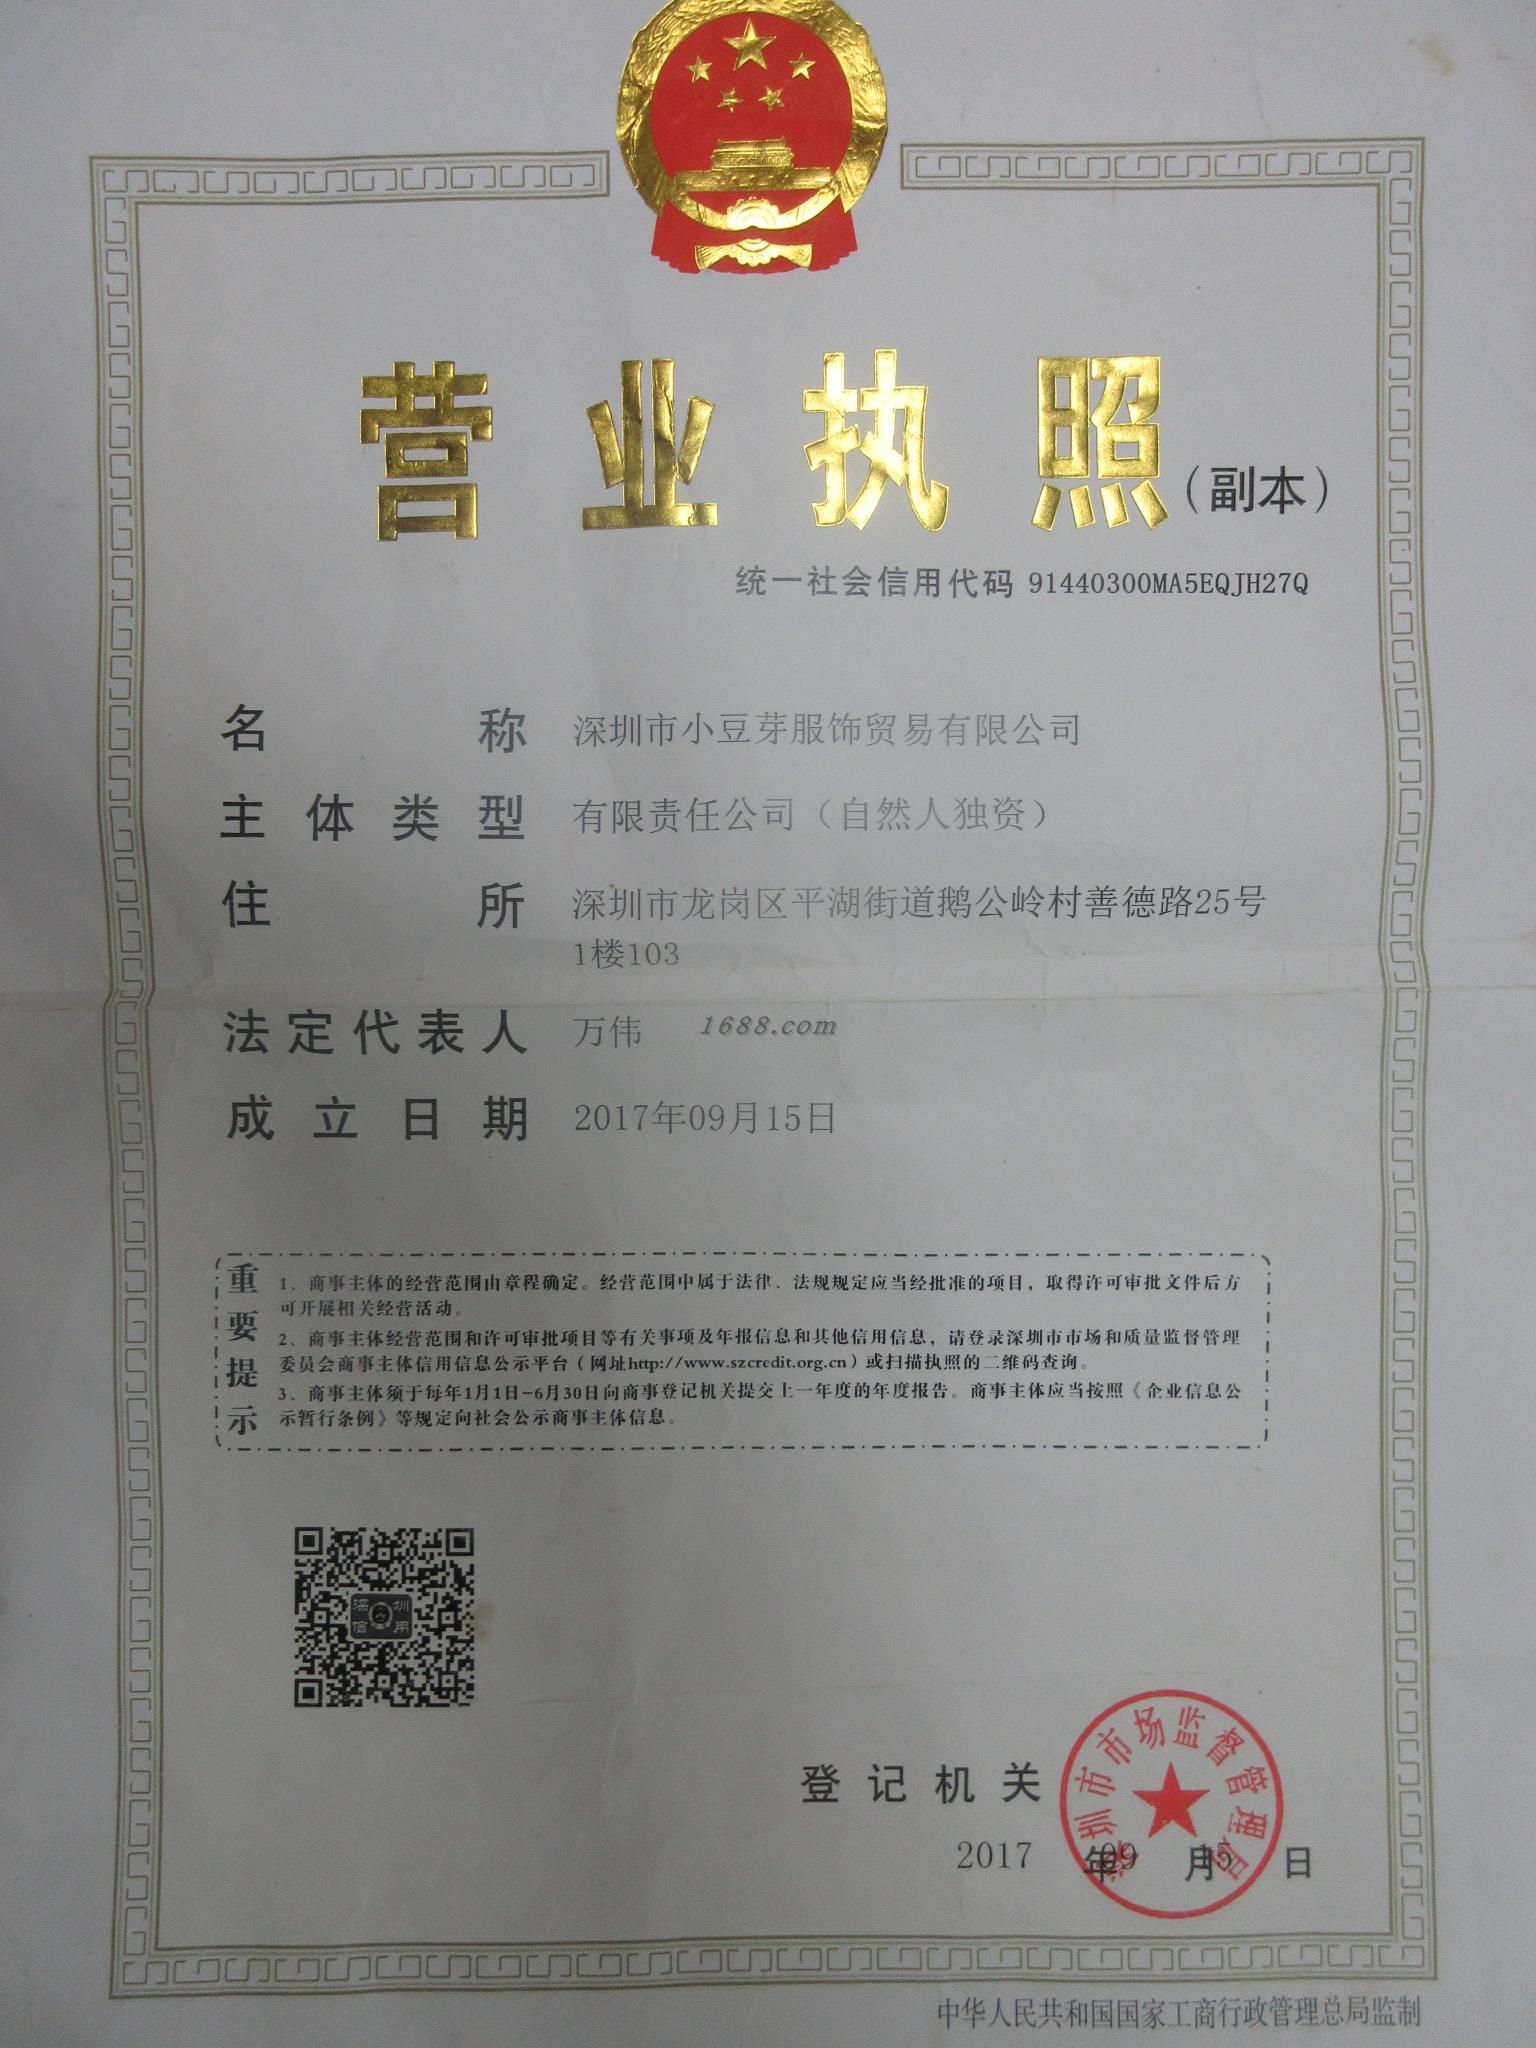 营业执照(副本)
统一社会信用代码 91440300MA5EQJH27Q
名称 深圳市小豆芽服饰贸易有限公司
主体类型 有限责任公司（自然人独资）
住所 深圳市龙岗区平湖街道鹅公岭村善德路25号
1楼103
法定代表人 万伟 1688.com
成立日期 2017年09月15日
重要提示
1、商事主体的经营范围由章程确定。经营范围中属于法律、法规规定应当经批准的项目，取得许可审批文件后方
可开展相关经营活动。
2、商事主体经营范围和许可审批项目等有关事项及年报信息和其他信用信息，请登录深圳市市场和质量监督管理
委员会商事主体信用信息公示平台（网址http://www.szcredit.org.cn）或扫描执照的二维码查询。
3、商事主体须于每年1月1日-6月30日向商事登记机关提交上一年度的年度报告。商事主体应当按照《企业信息公
示暂行条例》等规定向社会公示商事主体信息。
深圳
信用
登记机关
深圳市市场监督管理局
2017年09月15日
中华人民共和国国家工商行政管理总局监制